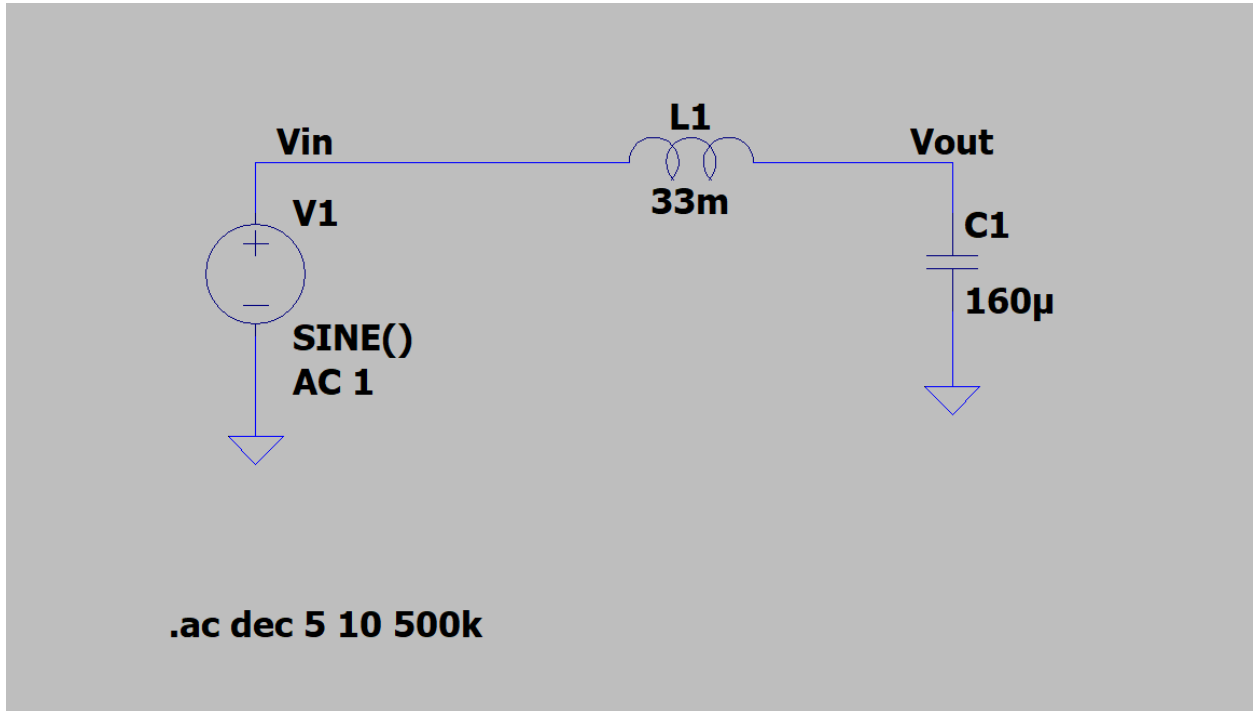 L1
Vin
Vout
33m
V1
C1
160µ
SINE()
AC 1
.ac dec 5 10 500k